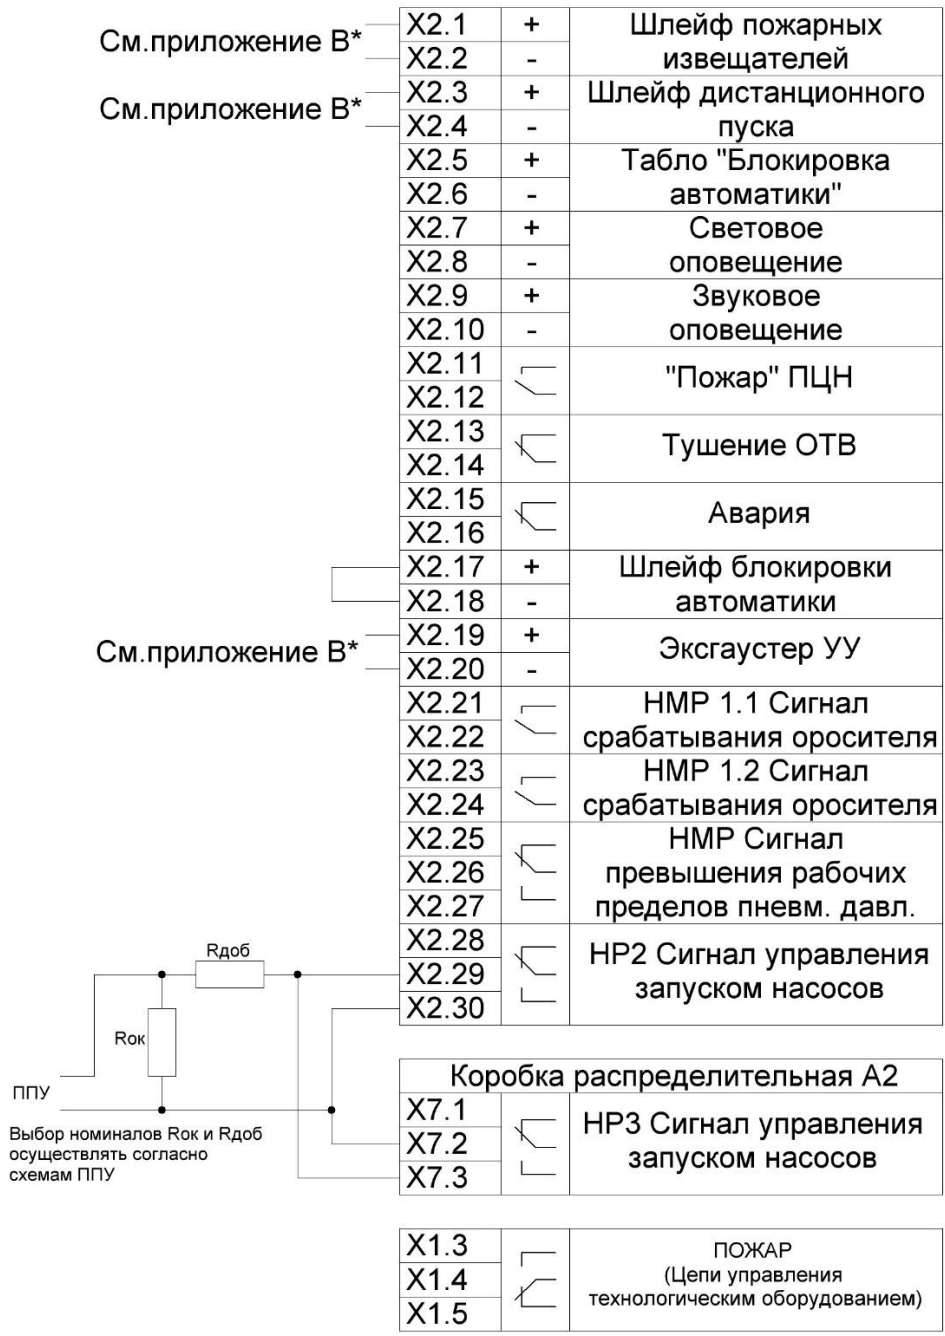 См.приложение В*
X2.1 + Шлейф пожарных
X2.2 - извещателей
См.приложение В*
X2.3 + Шлейф дистанционного
X2.4 - пуска
X2.5 + Табло "Блокировка
X2.6 - автоматики"
X2.7 + Световое
X2.8 - оповещение
X2.9 + Звуковое
X2.10 - оповещение
X2.11
"Пожар" ПЦН
X2.12
X2.13
Тушение ОТВ
X2.14
X2.15
Авария
X2.16
X2.17 + Шлейф блокировки
X2.18 - автоматики
См.приложение В*
X2.19 +
Эксгаустер УУ
X2.20 -
X2.21 НМР 1.1 Сигнал
X2.22 срабатывания оросителя
X2.23 НМР 1.2 Сигнал
X2.24 срабатывания оросителя
X2.25 НМР Сигнал
X2.26 превышения рабочих
X2.27 пределов пневм. давл.
X2.28
НР2 Сигнал управления
X2.29
запуском насосов
X2.30
Rдоб
Rок
ППУ
Выбор номиналов Rок и Rдоб
осуществлять согласно
схемам ППУ
Коробка распределительная А2
X7.1
НР3 Сигнал управления
X7.2
запуском насосов
X7.3
X1.3 ПОЖАР
X1.4 (Цепи управления
X1.5 технологическим оборудованием)